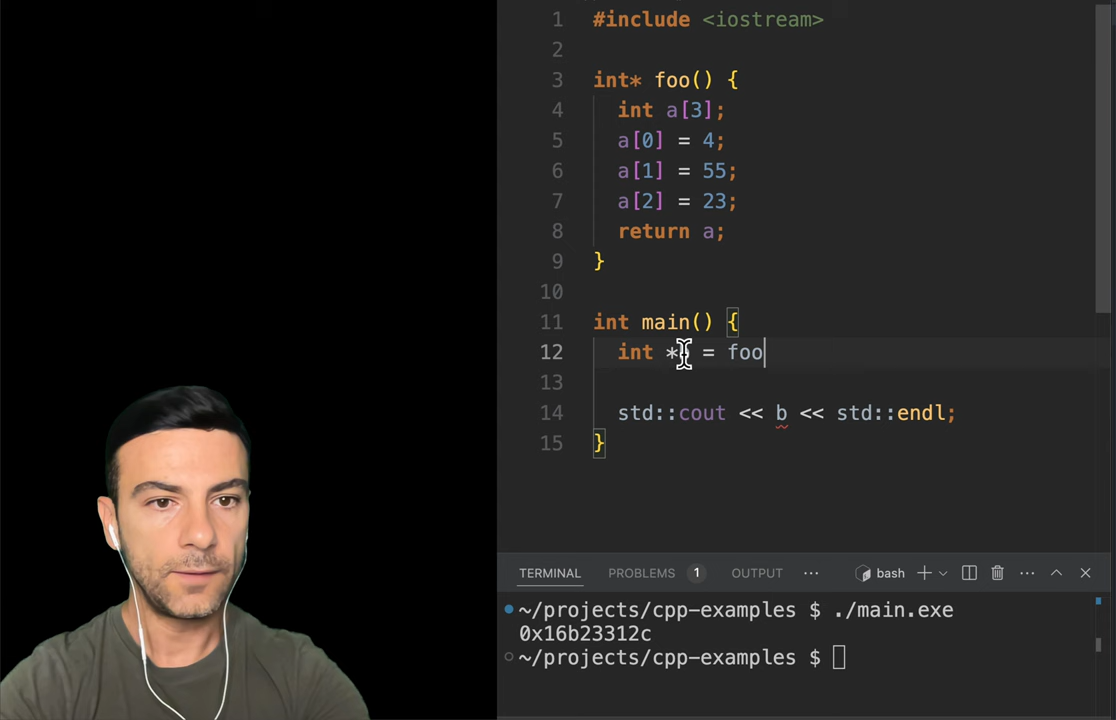 1 #include <iostream>
2
3 int* foo() {
4 int a[3];
5 a[0] = 4;
6 a[1] = 55;
7 a[2] = 23;
8 return a;
9 }
10
11 int main() {
12 int * = foo
13
14 std::cout << b << std::endl;
15 }
TERMINAL PROBLEMS 1 OUTPUT ... bash
~/projects/cpp-examples $ ./main.exe
0x16b23312c
~/projects/cpp-examples $